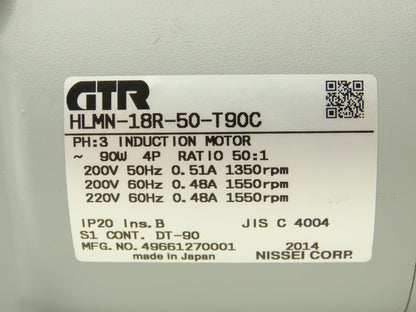 GTR
HLMN-18R-50-T90C
PH:3 INDUCTION MOTOR
~ 90W 4P RATIO 50:1
200V 50Hz 0.51A 1350rpm
200V 60Hz 0.48A 1550rpm
220V 60Hz 0.48A 1550rpm
IP20 Ins.B JIS C 4004
S1 CONT. DT-90
MFG.NO.49661270001 2014
made in Japan NISSEI CORP.